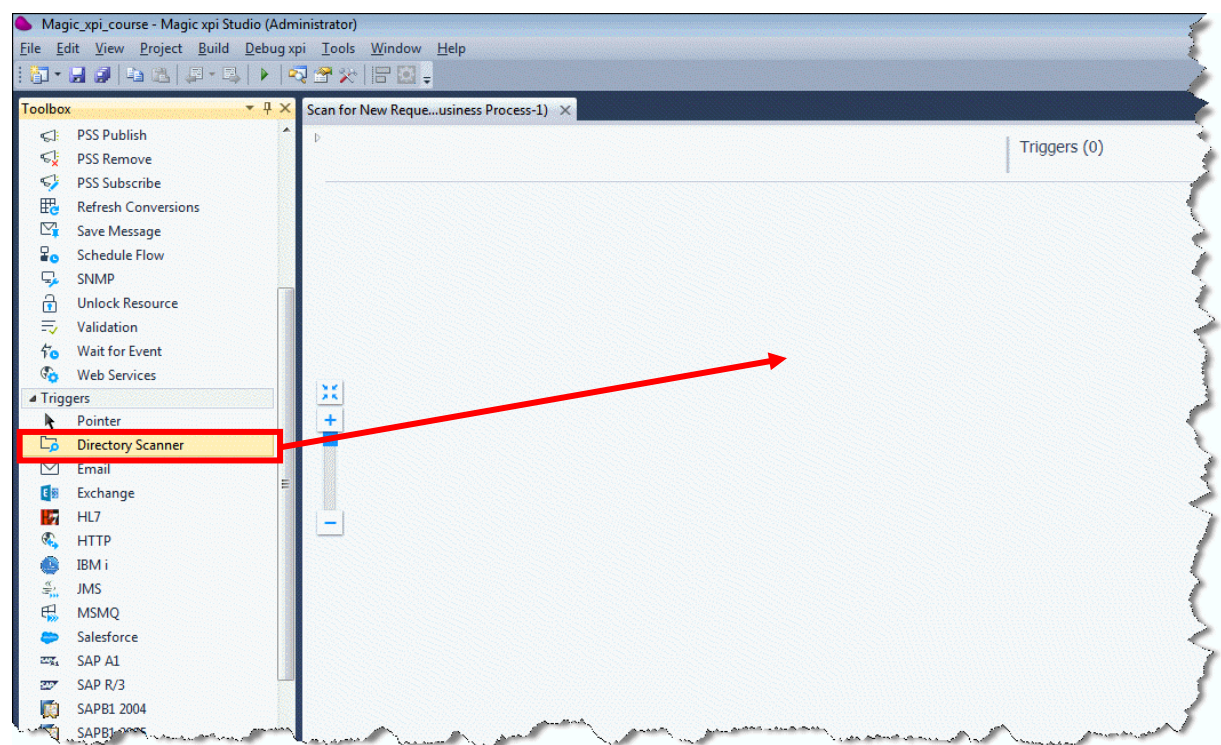 Magic_xpi_course - Magic xpi Studio (Administrator)
File Edit View Project Build Debug xpi Tools Window Help
Toolbox
Scan for New Reque...usiness Process-1)
Triggers (0)
PSS Publish
PSS Remove
PSS Subscribe
Refresh Conversions
Save Message
Schedule Flow
SNMP
Unlock Resource
Validation
Wait for Event
Web Services
Triggers
Pointer
Directory Scanner
Email
Exchange
HL7
HTTP
IBM i
JMS
MSMQ
Salesforce
SAP A1
SAP R/3
SAPB1 2004